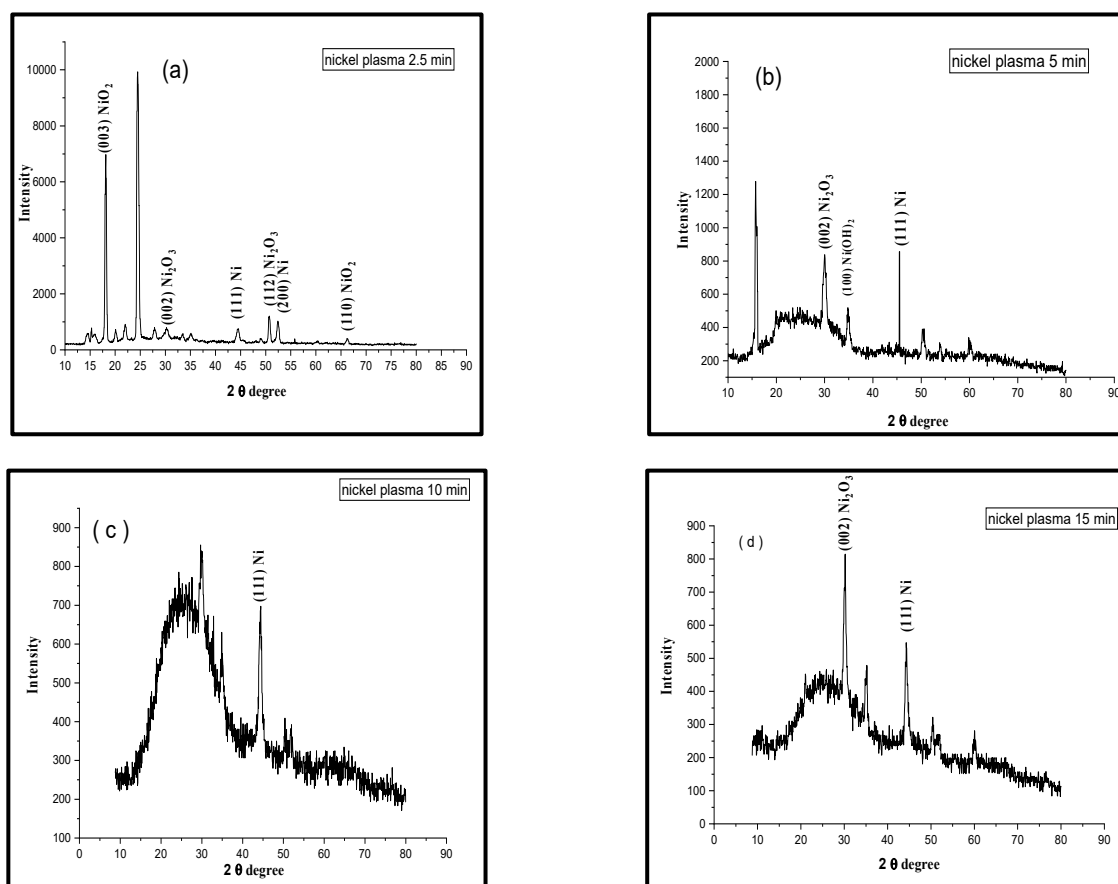 nickel plasma 2.5 min
(a)
Intensity
10000
8000
6000
4000
2000
0
(003) NiO₂
(002) Ni₂O₃
(111) Ni
(112) Ni₂O₃
(200) Ni
(110) NiO₂
10 15 20 25 30 35 40 45 50 55 60 65 70 75 80 85 90
2 θ degree
nickel plasma 5 min
(b)
Intensity
2000
1800
1600
1400
1200
1000
800
600
400
200
(002) Ni₂O₃
(100) Ni(OH)₂
(111) Ni
10 20 30 40 50 60 70 80 90
2 θ degree
nickel plasma 10 min
( c )
Intensity
900
800
700
600
500
400
300
200
100
(111) Ni
0 10 20 30 40 50 60 70 80 90
2 θ degree
nickel plasma 15 min
( d )
Intensity
900
800
700
600
500
400
300
200
100
0
(002) Ni₂O₃
(111) Ni
0 10 20 30 40 50 60 70 80 90
2 θ degree